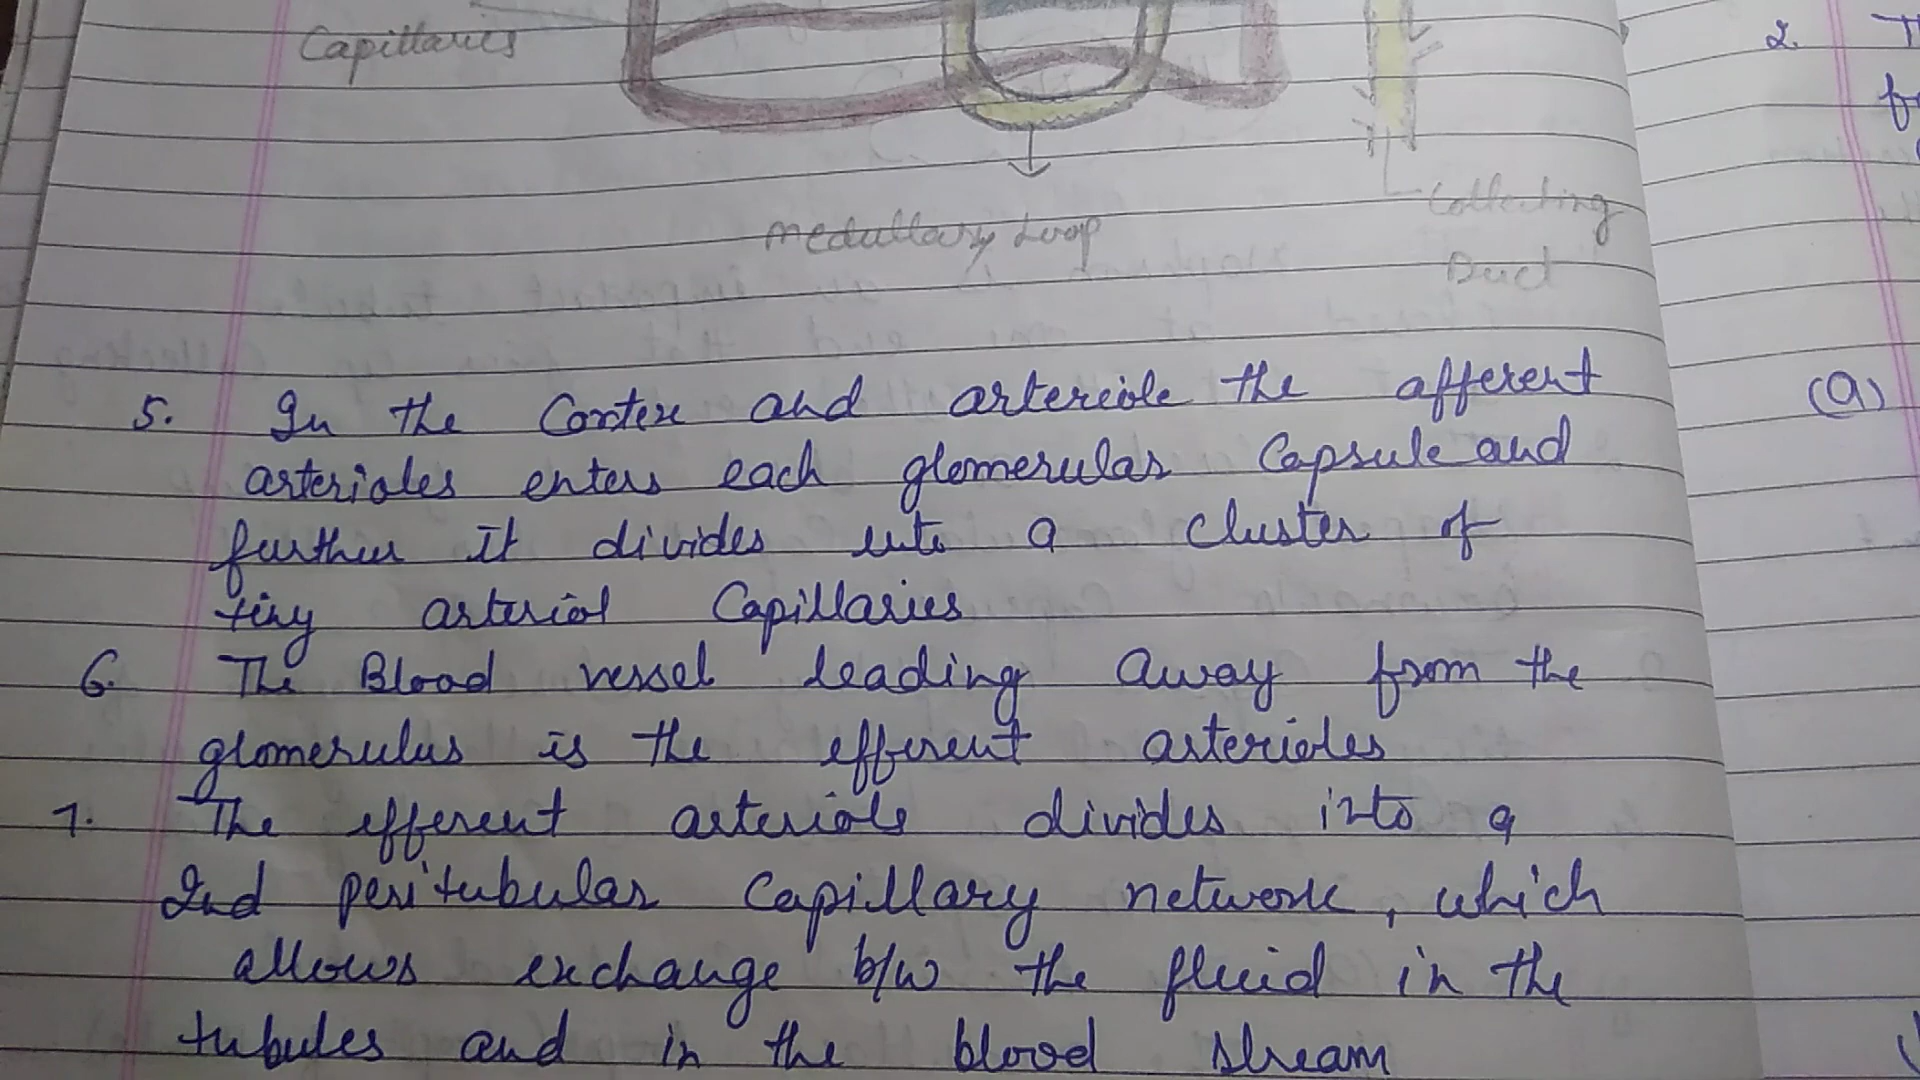 Capillaries
medullary Loop
Collecting
Duct
5. In the Cortex and artereiole the afferent
arterioles enters each glomerular Capsule and
further it divides into a cluster of
tiny arterial Capillaries
6. The Blood vessel leading away from the
glomerulus is the efferent arterioles
7. The efferent arteriole divides into a
2nd peritubular Capillary network, which
allows exchange b/w the fluid in the
tubules and in the blood stream
2.
(a)